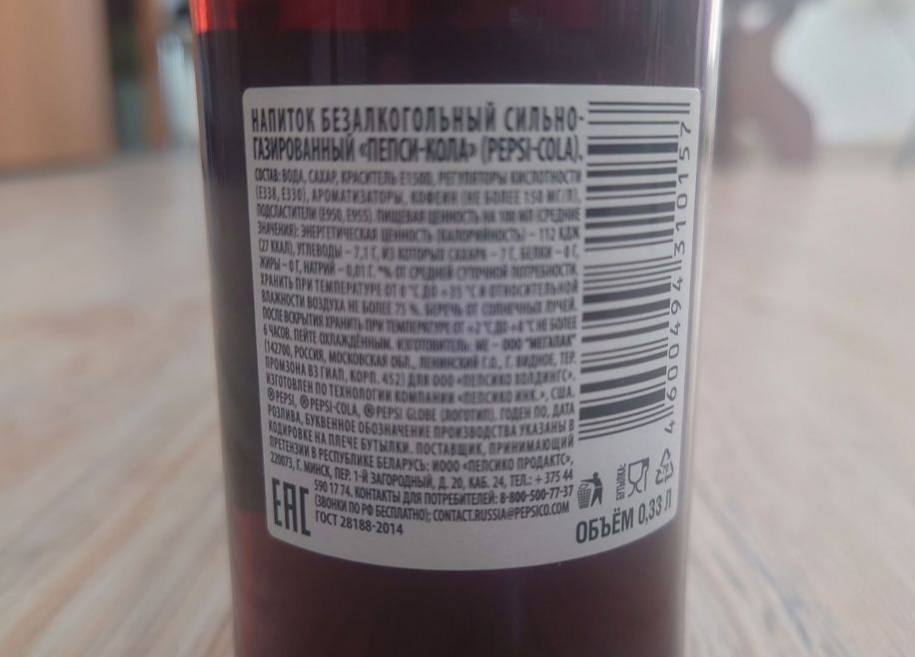 НАПИТОК БЕЗАЛКОГОЛЬНЫЙ СИЛЬНО-
ГАЗИРОВАННЫЙ «ПЕПСИ-КОЛА» (PEPSI-COLA).
СОСТАВ: ВОДА, САХАР, КРАСИТЕЛЬ Е150D, РЕГУЛЯТОРЫ КИСЛОТНОСТИ
(Е338, Е330), АРОМАТИЗАТОРЫ, КОФЕИН (НЕ БОЛЕЕ 150 МГ/Л),
ПОДСЛАСТИТЕЛИ (Е950, Е955). ПИЩЕВАЯ ЦЕННОСТЬ НА 100 МЛ (СРЕДНИЕ
ЗНАЧЕНИЯ): ЭНЕРГЕТИЧЕСКАЯ ЦЕННОСТЬ (КАЛОРИЙНОСТЬ) – 112 КДЖ
(27 ККАЛ), УГЛЕВОДЫ – 7,1 Г, ИЗ КОТОРЫХ САХАРА – 7 Г, БЕЛКИ – 0 Г,
ЖИРЫ – 0 Г, НАТРИЙ – 0,01 Г. *% ОТ СРЕДНЕЙ СУТОЧНОЙ ПОТРЕБНОСТИ.
ХРАНИТЬ ПРИ ТЕМПЕРАТУРЕ ОТ 0 °С ДО +35 °С И ОТНОСИТЕЛЬНОЙ
ВЛАЖНОСТИ ВОЗДУХА НЕ БОЛЕЕ 75 %. БЕРЕЧЬ ОТ СОЛНЕЧНЫХ ЛУЧЕЙ.
ПОСЛЕ ВСКРЫТИЯ ХРАНИТЬ ПРИ ТЕМПЕРАТУРЕ ОТ +2 °С ДО +8 °С НЕ БОЛЕЕ
6 ЧАСОВ. ПЕЙТЕ ОХЛАЖДЁННЫМ. ИЗГОТОВИТЕЛЬ: МЕ – ООО "МЕГАПАК"
(142700, РОССИЯ, МОСКОВСКАЯ ОБЛ., ЛЕНИНСКИЙ Г.О., Г. ВИДНОЕ, ТЕР.
ПРОМЗОНА ВЗ ГИАП, КОРП. 452) ДЛЯ ООО «ПЕПСИКО ХОЛДИНГС».
ИЗГОТОВЛЕН ПО ТЕХНОЛОГИИ КОМПАНИИ «ПЕПСИКО ИНК.», США.
®PEPSI, ®PEPSI-COLA, ®PEPSI GLOBE (ЛОГОТИП). ГОДЕН ДО, ДАТА
РОЗЛИВА, БУКВЕННОЕ ОБОЗНАЧЕНИЕ ПРОИЗВОДСТВА УКАЗАНЫ В
КОДИРОВКЕ НА ПЛЕЧЕ БУТЫЛКИ. ПОСТАВЩИК, ПРИНИМАЮЩИЙ
ПРЕТЕНЗИИ В РЕСПУБЛИКЕ БЕЛАРУСЬ: ИООО «ПЕПСИКО ПРОДАКТС»,
220073, Г. МИНСК, ПЕР. 1-Й ЗАГОРОДНЫЙ, Д. 20, КАБ. 24, ТЕЛ.: + 375 44
590 17 74. КОНТАКТЫ ДЛЯ ПОТРЕБИТЕЛЕЙ: 8-800-500-77-37
(ЗВОНКИ ПО РФ БЕСПЛАТНО); CONTACT.RUSSIA@PEPSICO.COM
ГОСТ 28188-2014
ЕАС
4 600494 310157
БУТЫЛКА:
ОБЪЁМ 0,33 Л